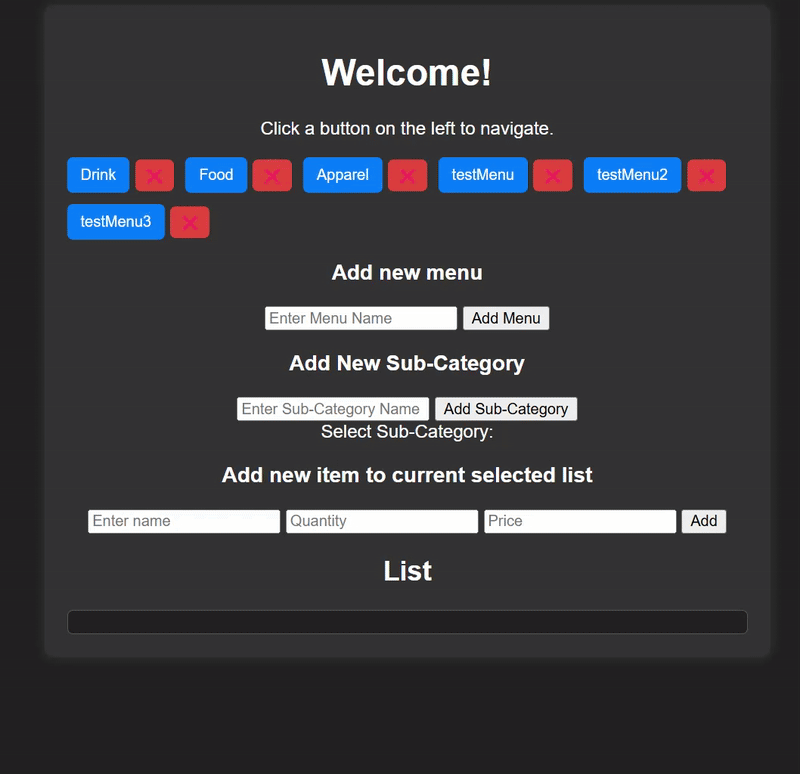 Welcome!
Click a button on the left to navigate.
Drink Food Apparel testMenu testMenu2
testMenu3
Add new menu
Enter Menu Name Add Menu
Add New Sub-Category
Enter Sub-Category Name Add Sub-Category
Select Sub-Category:
Add new item to current selected list
Enter name Quantity Price Add
List